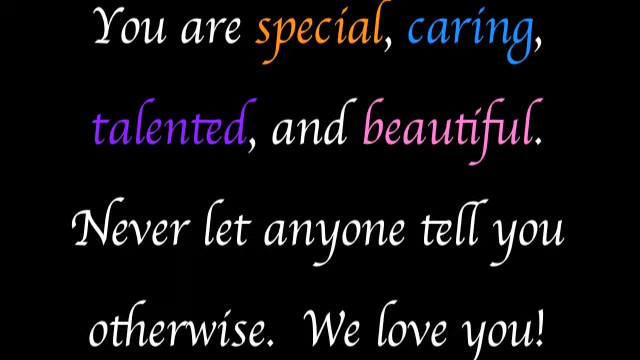 You are special, caring,
talented, and beautiful.
Never let anyone tell you
otherwise. We love you!